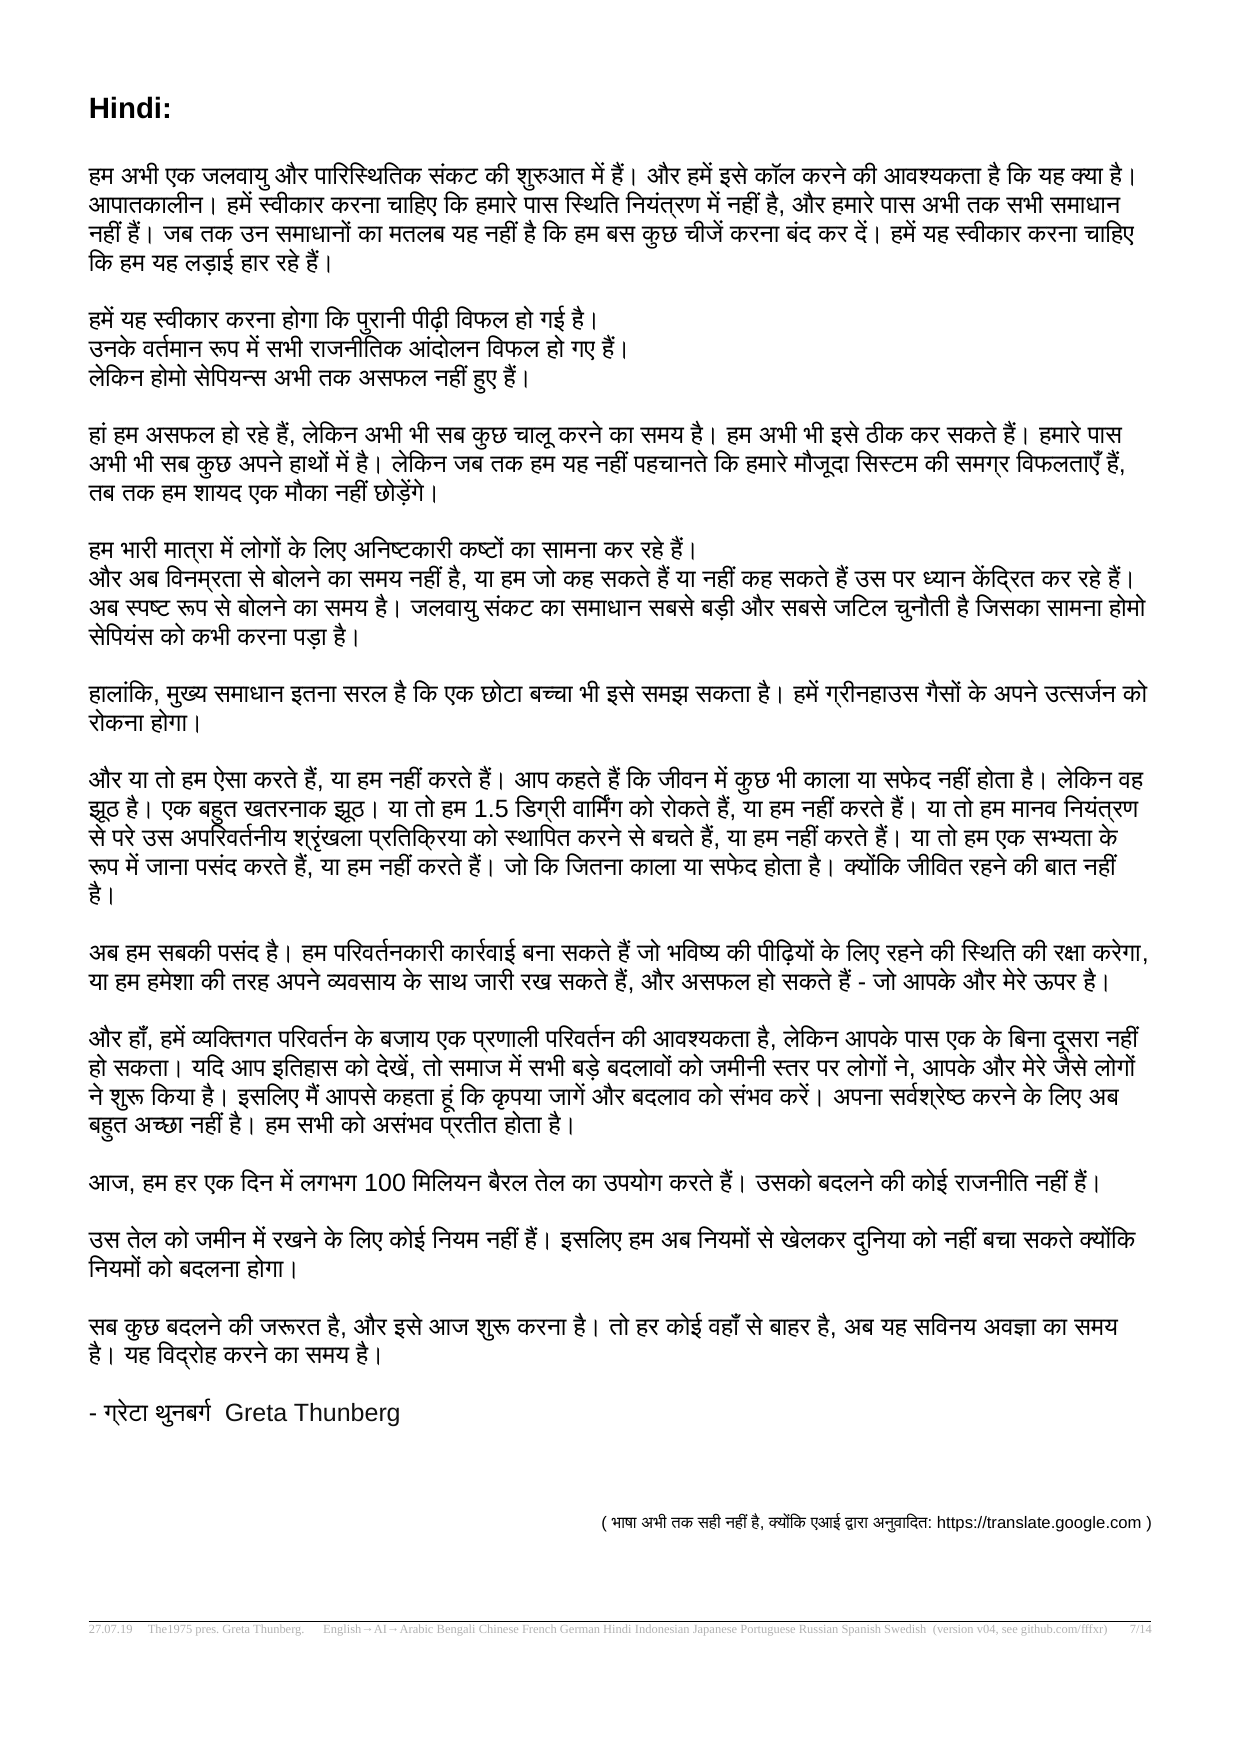 Hindi:
हम अभी एक जलवायु और पारिस्थितिक संकट की शुरुआत में हैं। और हमें इसे कॉल करने की आवश्यकता है कि यह क्या है।
आपातकालीन। हमें स्वीकार करना चाहिए कि हमारे पास स्थिति नियंत्रण में नहीं है, और हमारे पास अभी तक सभी समाधान
नहीं हैं। जब तक उन समाधानों का मतलब यह नहीं है कि हम बस कुछ चीजें करना बंद कर दें। हमें यह स्वीकार करना चाहिए
कि हम यह लड़ाई हार रहे हैं।
हमें यह स्वीकार करना होगा कि पुरानी पीढ़ी विफल हो गई है।
उनके वर्तमान रूप में सभी राजनीतिक आंदोलन विफल हो गए हैं।
लेकिन होमो सेपियन्स अभी तक असफल नहीं हुए हैं।
हां हम असफल हो रहे हैं, लेकिन अभी भी सब कुछ चालू करने का समय है। हम अभी भी इसे ठीक कर सकते हैं। हमारे पास
अभी भी सब कुछ अपने हाथों में है। लेकिन जब तक हम यह नहीं पहचानते कि हमारे मौजूदा सिस्टम की समग्र विफलताएँ हैं,
तब तक हम शायद एक मौका नहीं छोड़ेंगे।
हम भारी मात्रा में लोगों के लिए अनिष्टकारी कष्टों का सामना कर रहे हैं।
और अब विनम्रता से बोलने का समय नहीं है, या हम जो कह सकते हैं या नहीं कह सकते हैं उस पर ध्यान केंद्रित कर रहे हैं।
अब स्पष्ट रूप से बोलने का समय है। जलवायु संकट का समाधान सबसे बड़ी और सबसे जटिल चुनौती है जिसका सामना होमो
सेपियंस को कभी करना पड़ा है।
हालांकि, मुख्य समाधान इतना सरल है कि एक छोटा बच्चा भी इसे समझ सकता है। हमें ग्रीनहाउस गैसों के अपने उत्सर्जन को
रोकना होगा।
और या तो हम ऐसा करते हैं, या हम नहीं करते हैं। आप कहते हैं कि जीवन में कुछ भी काला या सफेद नहीं होता है। लेकिन वह
झूठ है। एक बहुत खतरनाक झूठ। या तो हम 1.5 डिग्री वार्मिंग को रोकते हैं, या हम नहीं करते हैं। या तो हम मानव नियंत्रण
से परे उस अपरिवर्तनीय श्रृंखला प्रतिक्रिया को स्थापित करने से बचते हैं, या हम नहीं करते हैं। या तो हम एक सभ्यता के
रूप में जाना पसंद करते हैं, या हम नहीं करते हैं। जो कि जितना काला या सफेद होता है। क्योंकि जीवित रहने की बात नहीं
है।
अब हम सबकी पसंद है। हम परिवर्तनकारी कार्रवाई बना सकते हैं जो भविष्य की पीढ़ियों के लिए रहने की स्थिति की रक्षा करेगा,
या हम हमेशा की तरह अपने व्यवसाय के साथ जारी रख सकते हैं, और असफल हो सकते हैं - जो आपके और मेरे ऊपर है।
और हाँ, हमें व्यक्तिगत परिवर्तन के बजाय एक प्रणाली परिवर्तन की आवश्यकता है, लेकिन आपके पास एक के बिना दूसरा नहीं
हो सकता। यदि आप इतिहास को देखें, तो समाज में सभी बड़े बदलावों को जमीनी स्तर पर लोगों ने, आपके और मेरे जैसे लोगों
ने शुरू किया है। इसलिए मैं आपसे कहता हूं कि कृपया जागें और बदलाव को संभव करें। अपना सर्वश्रेष्ठ करने के लिए अब
बहुत अच्छा नहीं है। हम सभी को असंभव प्रतीत होता है।
आज, हम हर एक दिन में लगभग 100 मिलियन बैरल तेल का उपयोग करते हैं। उसको बदलने की कोई राजनीति नहीं हैं।
उस तेल को जमीन में रखने के लिए कोई नियम नहीं हैं। इसलिए हम अब नियमों से खेलकर दुनिया को नहीं बचा सकते क्योंकि
नियमों को बदलना होगा।
सब कुछ बदलने की जरूरत है, और इसे आज शुरू करना है। तो हर कोई वहाँ से बाहर है, अब यह सविनय अवज्ञा का समय
है। यह विद्रोह करने का समय है।
- ग्रेटा थुनबर्ग Greta Thunberg
( भाषा अभी तक सही नहीं है, क्योंकि एआई द्वारा अनुवादित: https://translate.google.com )
27.07.19 The1975 pres. Greta Thunberg. English→AI→Arabic Bengali Chinese French German Hindi Indonesian Japanese Portuguese Russian Spanish Swedish (version v04, see github.com/fffxr) 7/14